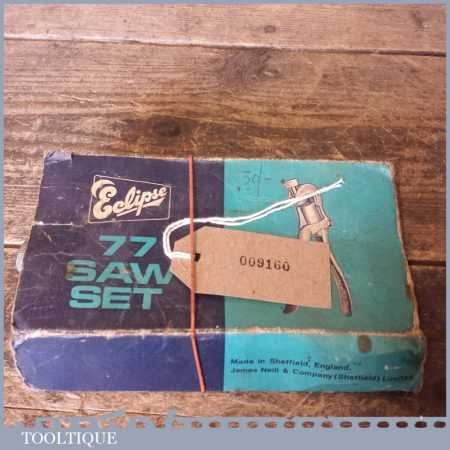 Eclipse
77
SAW
SET
39/-
009160
Made in Sheffield, England.
James Neill & Company (Sheffield) Limited
TOOLTIQUE